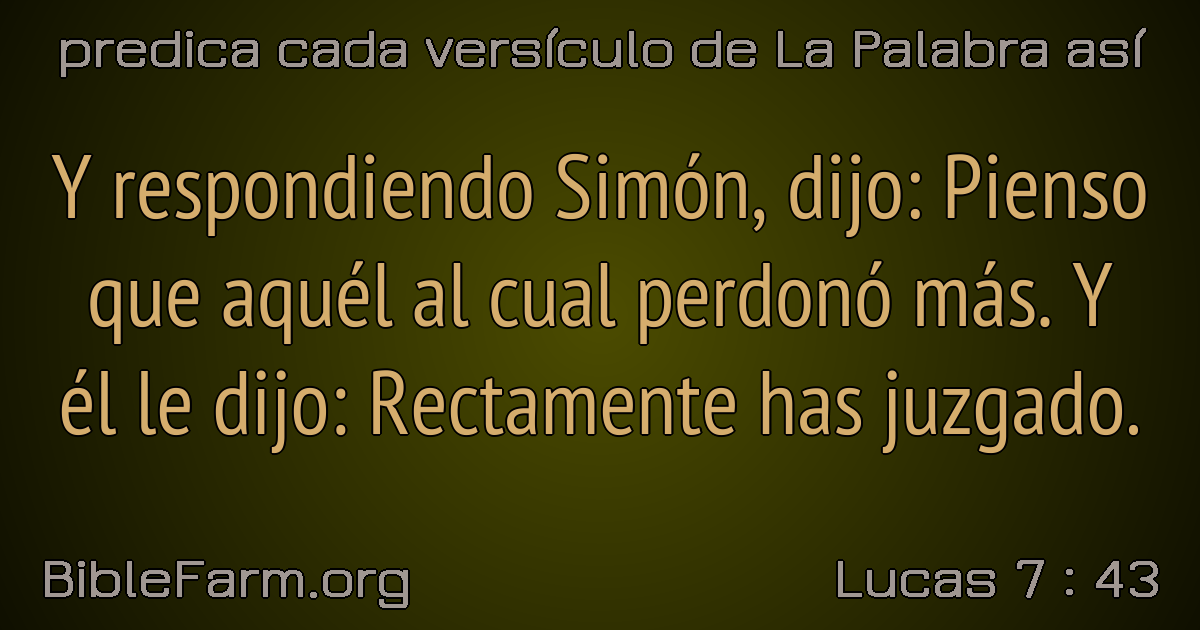 predica cada versículo de La Palabra así
Y respondiendo Simón, dijo: Pienso
que aquél al cual perdonó más. Y
él le dijo: Rectamente has juzgado.
BibleFarm.org
Lucas 7 : 43